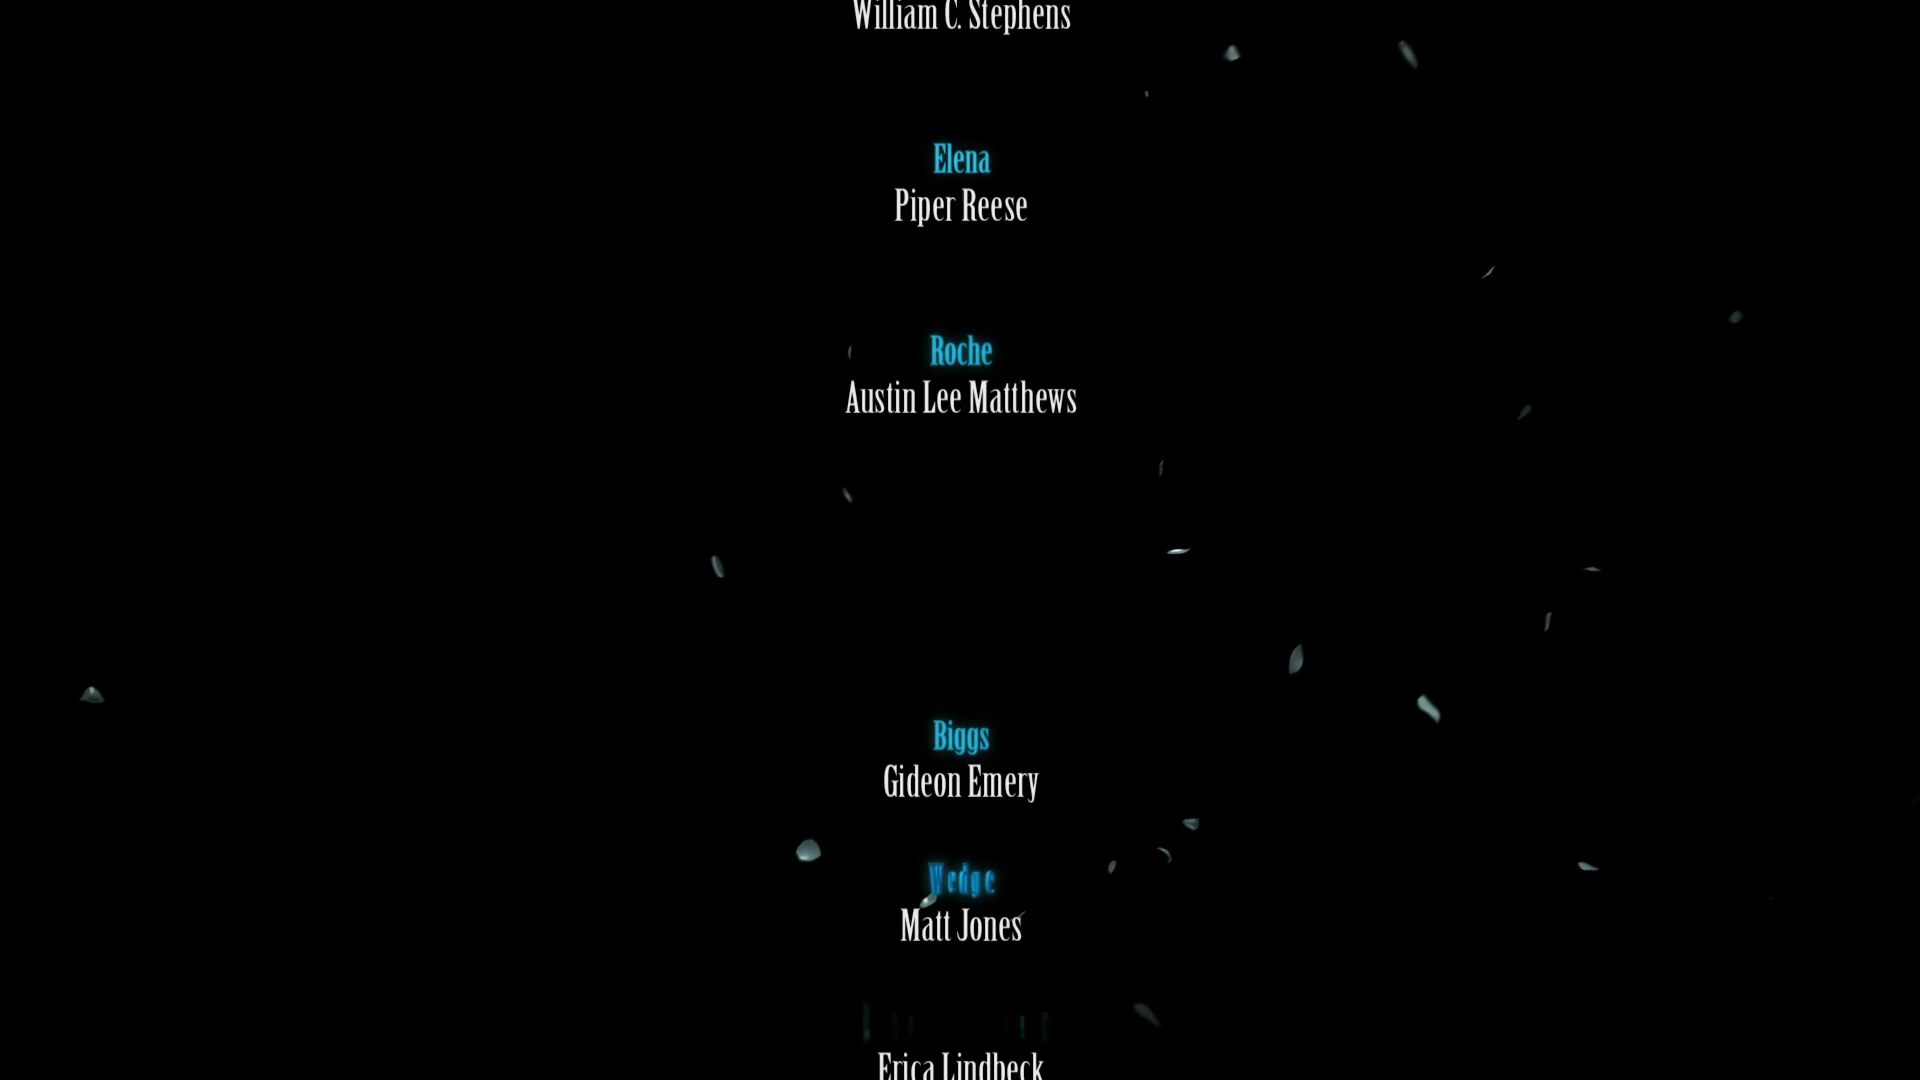 William C. Stephens
Elena
Piper Reese
Roche
Austin Lee Matthews
Biggs
Gideon Emery
Wedge
Matt Jones
Erica Lindbeck